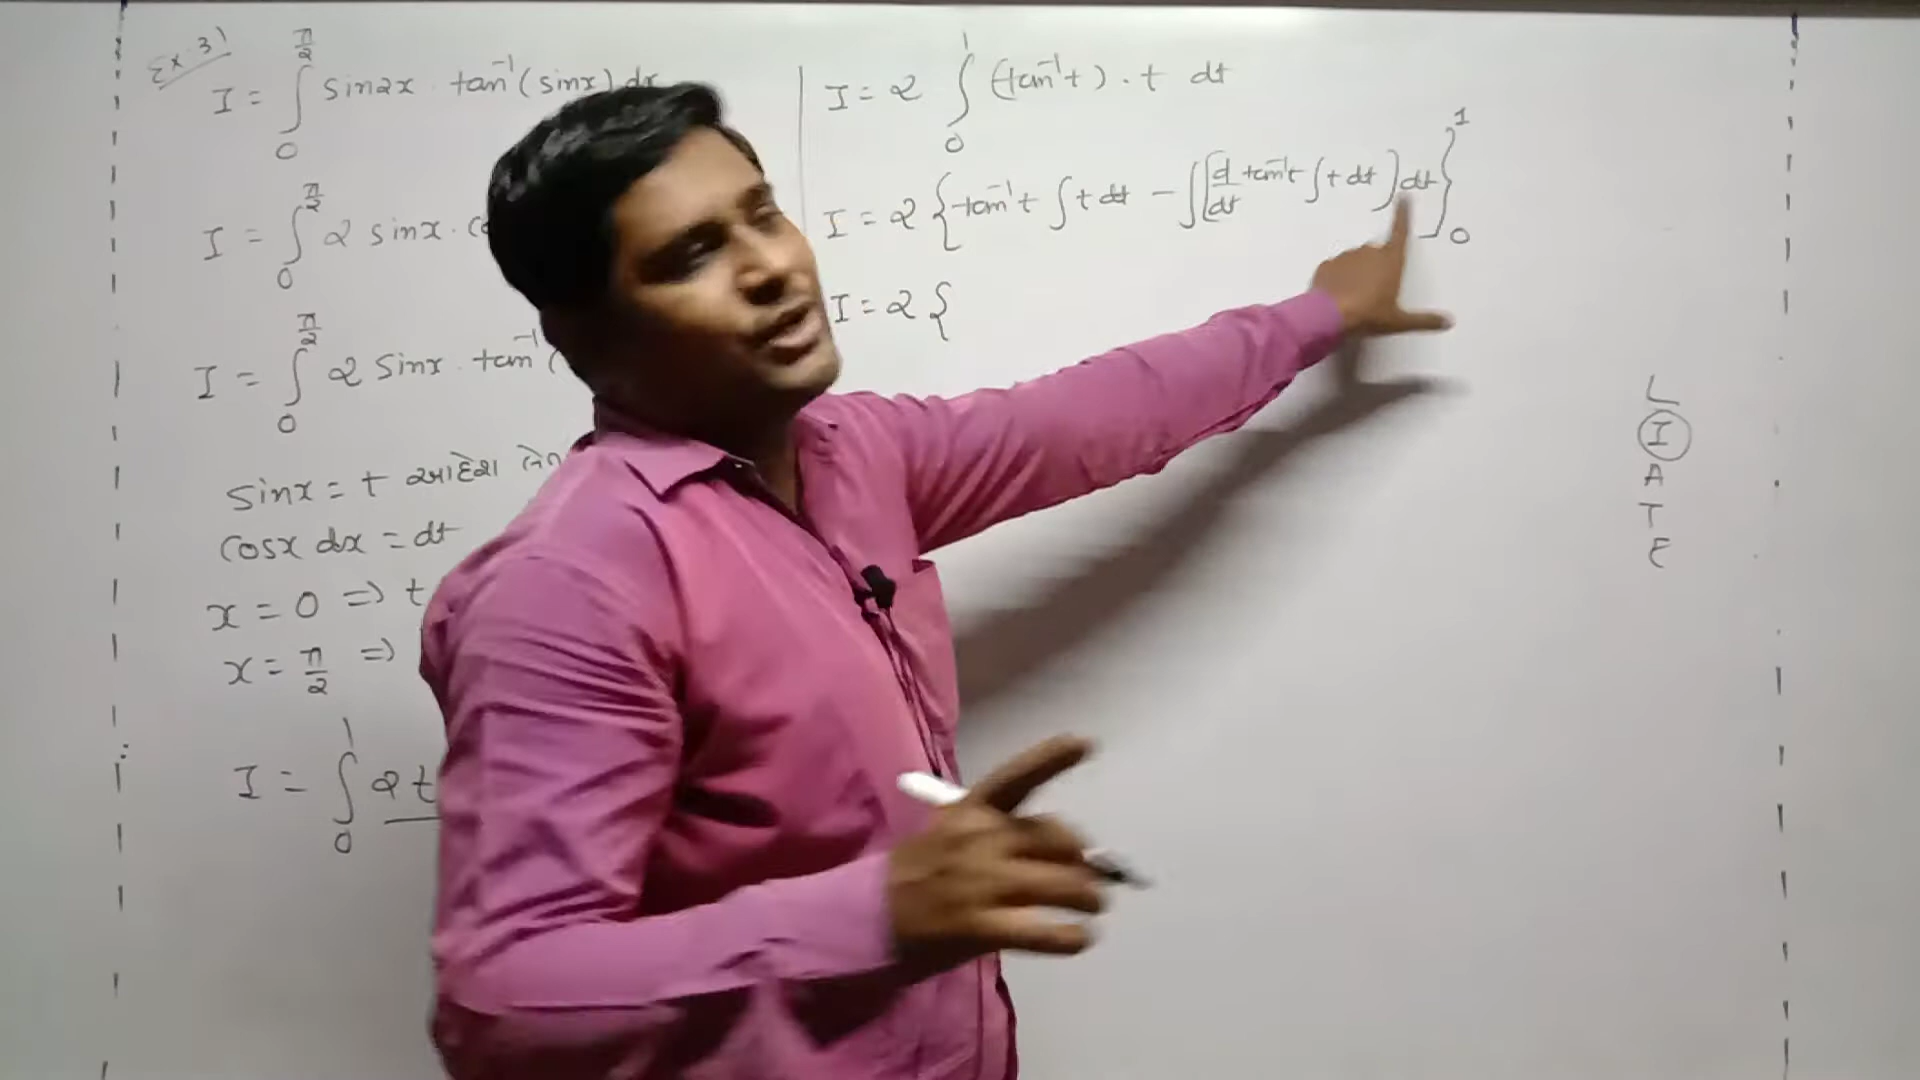 Ex 31
I = ∫₀^{π/2} sin2x · tan⁻¹(sinx) dx
I = ∫₀^{π/2} 2 sinx ·
I = ∫₀^{π/2} 2 sinx · tan⁻¹(
sinx = t આદેશ
cosx dx = dt
x = 0 => t
x = π/2 =>
I = ∫₀¹ 2t
I = 2 ∫₀¹ (tan⁻¹t) · t dt
I = 2 {tan⁻¹t ∫t dt − ∫[d/dt tan⁻¹t ∫t dt] dt}₀¹
I = 2 {
L
I
A
T
E